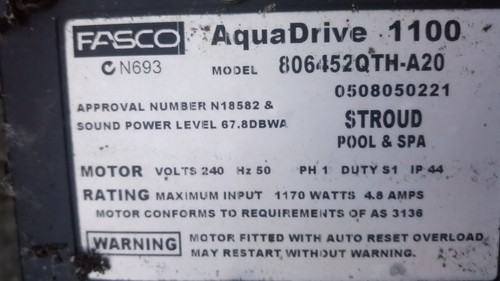 FASCO AquaDrive 1100
N693 MODEL 806452QTH-A20
0508050221
APPROVAL NUMBER N18582 &
SOUND POWER LEVEL 67.8DBWA
STROUD
POOL & SPA
MOTOR VOLTS 240 Hz 50 PH 1 DUTY S1 IP 44
RATING MAXIMUM INPUT 1170 WATTS 4.8 AMPS
MOTOR CONFORMS TO REQUIREMENTS OF AS 3136
WARNING MOTOR FITTED WITH AUTO RESET OVERLOAD
MAY RESTART WITHOUT WARNING.